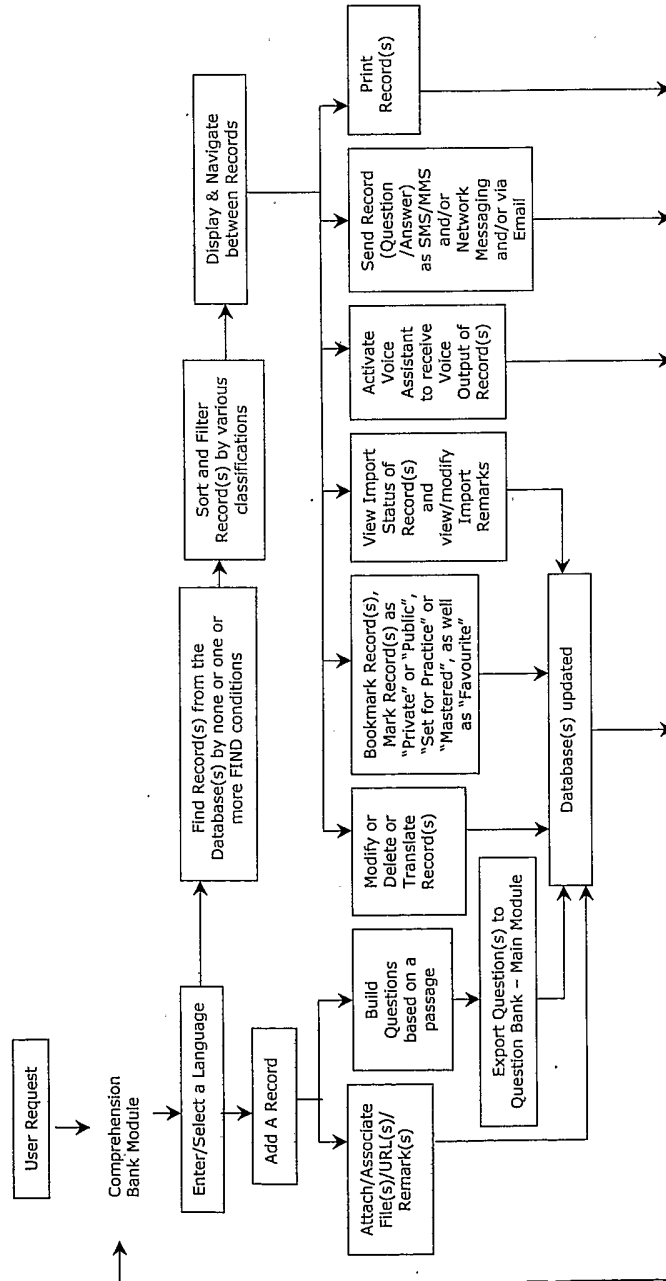 User Request
Comprehension
Bank Module
Enter/Select a Language
Find Record(s) from the
Database(s) by none or one or
more FIND conditions
Sort and Filter
Record(s) by various
classifications
Display & Navigate
between Records
Add A Record
Attach/Associate
File(s)/URL(s)/
Remark(s)
Build
Questions
based on a
passage
Export Question(s) to
Question Bank – Main Module
Modify or
Delete or
Translate
Record(s)
Bookmark Record(s),
Mark Record(s) as
"Private" or "Public",
"Set for Practice" or
"Mastered", as well
as "Favourite"
View Import
Status of
Record(s)
and
view/modify
Import
Remarks
Activate
Voice
Assistant
to receive
Voice
Output of
Record(s)
Send Record
(Question
/Answer)
as SMS/MMS
and/or
Network
Messaging
and/or via
Email
Print
Record(s)
Database(s) updated